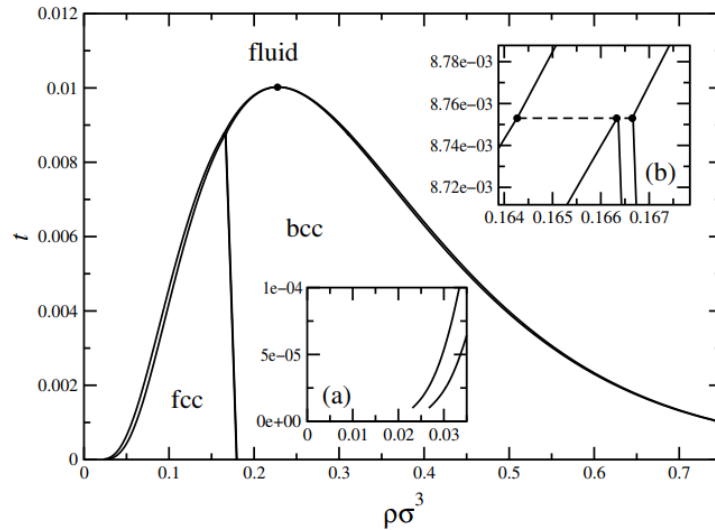 0.012
0.01
0.008
0.006
0.004
0.002
0
t
0 0.1 0.2 0.3 0.4 0.5 0.6 0.7
ρσ³
fluid
bcc
fcc
8.78e−03
8.76e−03
8.74e−03
8.72e−03
0.164 0.165 0.166 0.167
(b)
1e−04
5e−05
0e+00
0 0.01 0.02 0.03
(a)